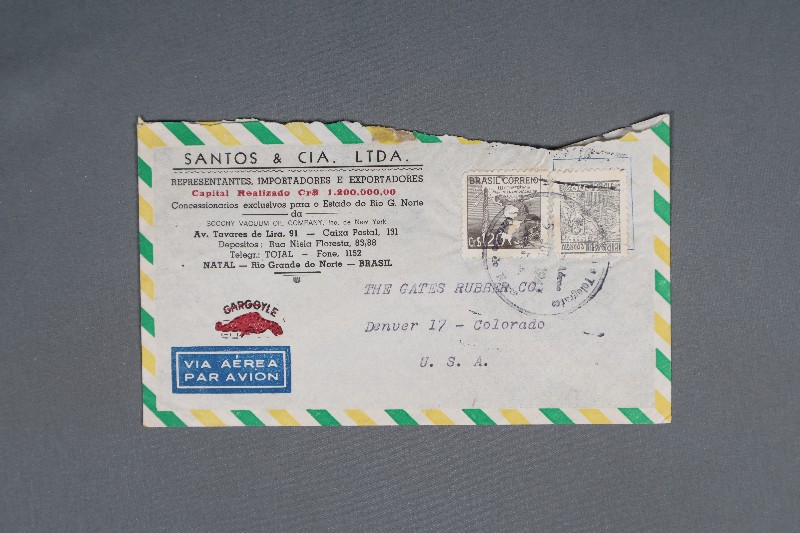 SANTOS & CIA. LTDA.
REPRESENTANTES, IMPORTADORES E EXPORTADORES
Capital Realizado Cr$ 1.200.000,00
Concessionarios exclusivos para o Estado do Rio G. Norte
da
SOCONY VACUUM OIL COMPANY, Inc. de New York
Av. Tavares de Lira, 91 — Caixa Postal, 131
Depositos: Rua Nisia Floresta, 83,88
Telegr.: TOJAL — Fone, 1152
NATAL — Rio Grande do Norte — BRASIL
GARGOYLE
VIA AÉREA
PAR AVION
BRASIL CORREIO
THE GATES RUBBER CO.
Denver 17 - Colorado
U. S. A.